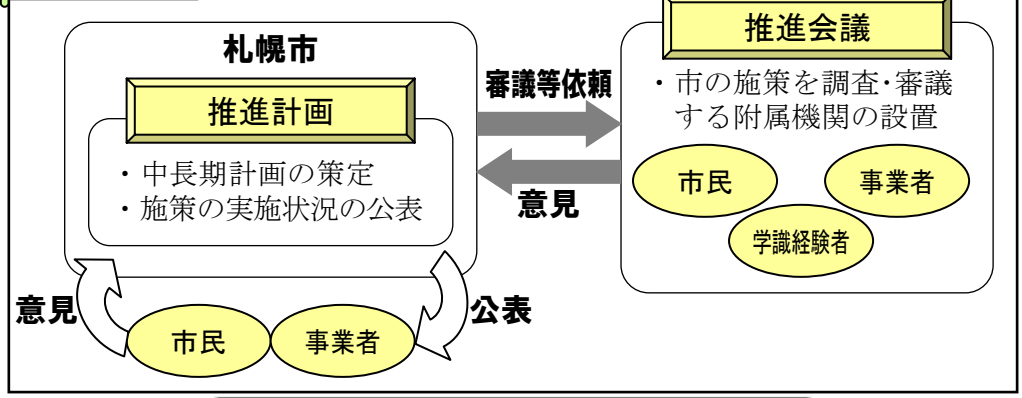 札幌市
推進計画
・中長期計画の策定
・施策の実施状況の公表
審議等依頼
意見
推進会議
・市の施策を調査・審議
する附属機関の設置
市民
事業者
学識経験者
意見
市民
事業者
公表